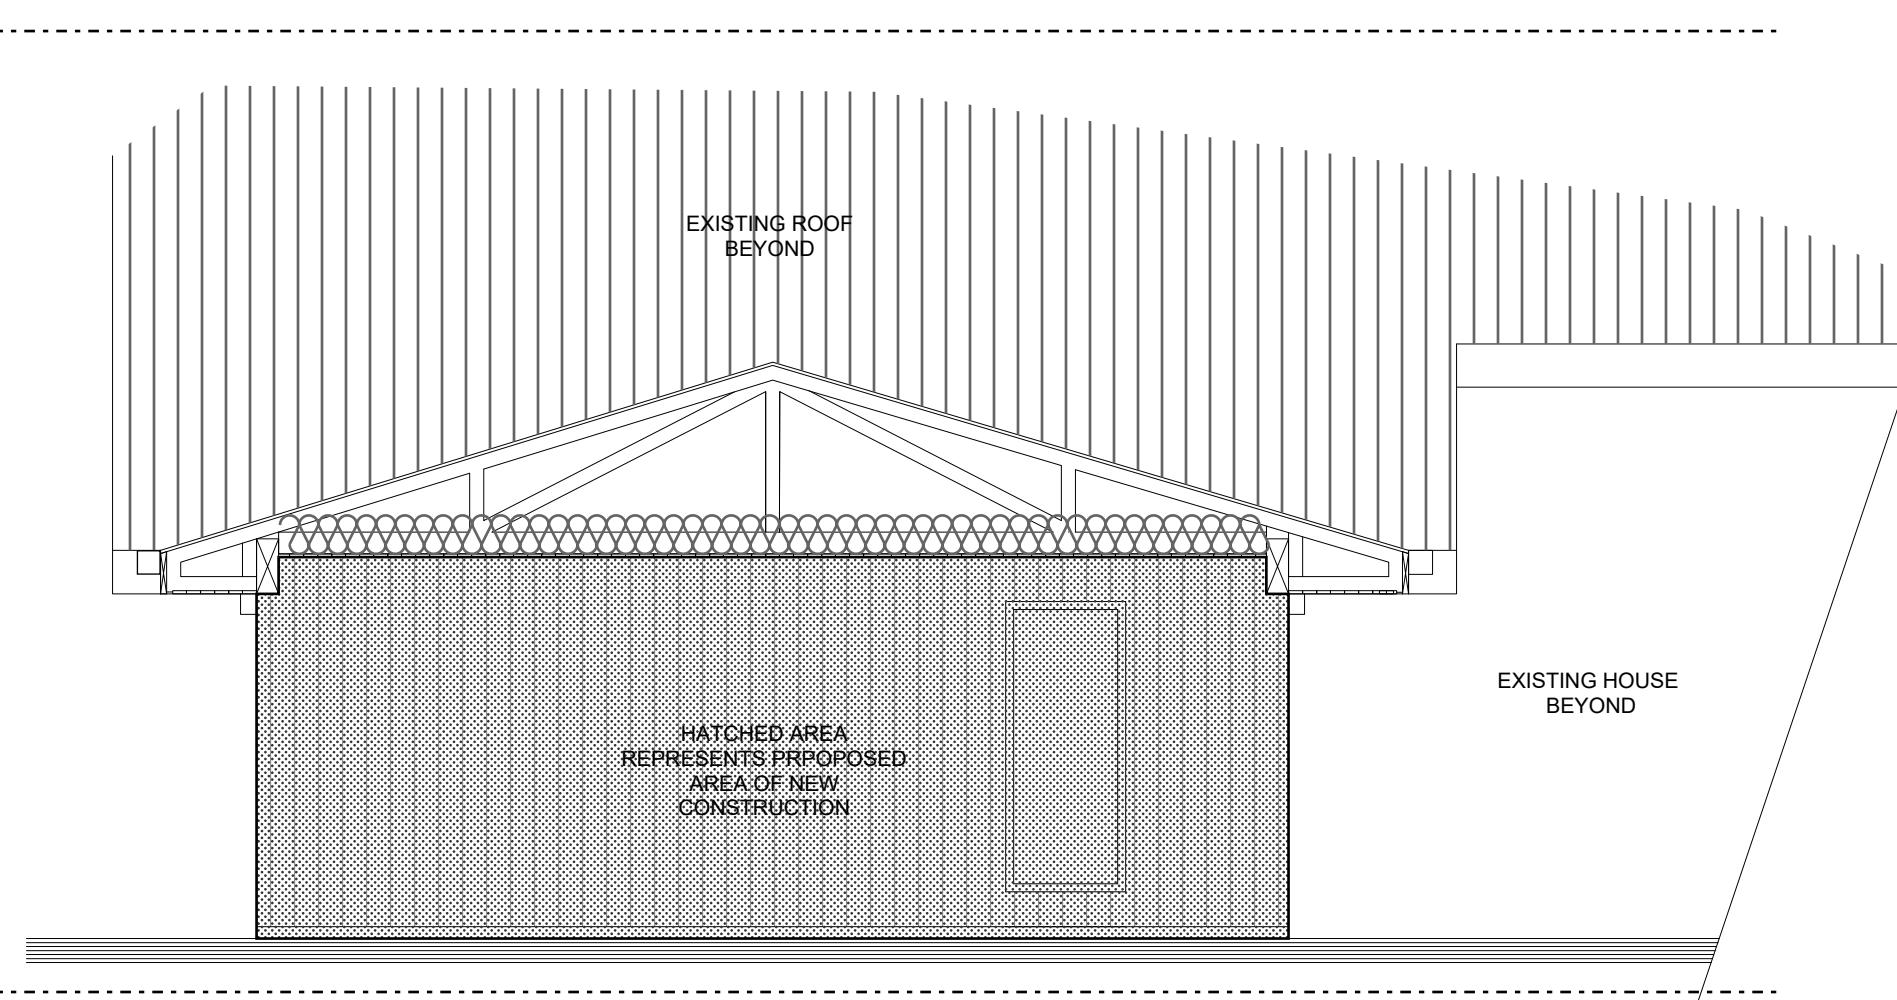 EXISTING ROOF
BEYOND
EXISTING HOUSE
BEYOND
HATCHED AREA
REPRESENTS PRPOPOSED
AREA OF NEW
CONSTRUCTION